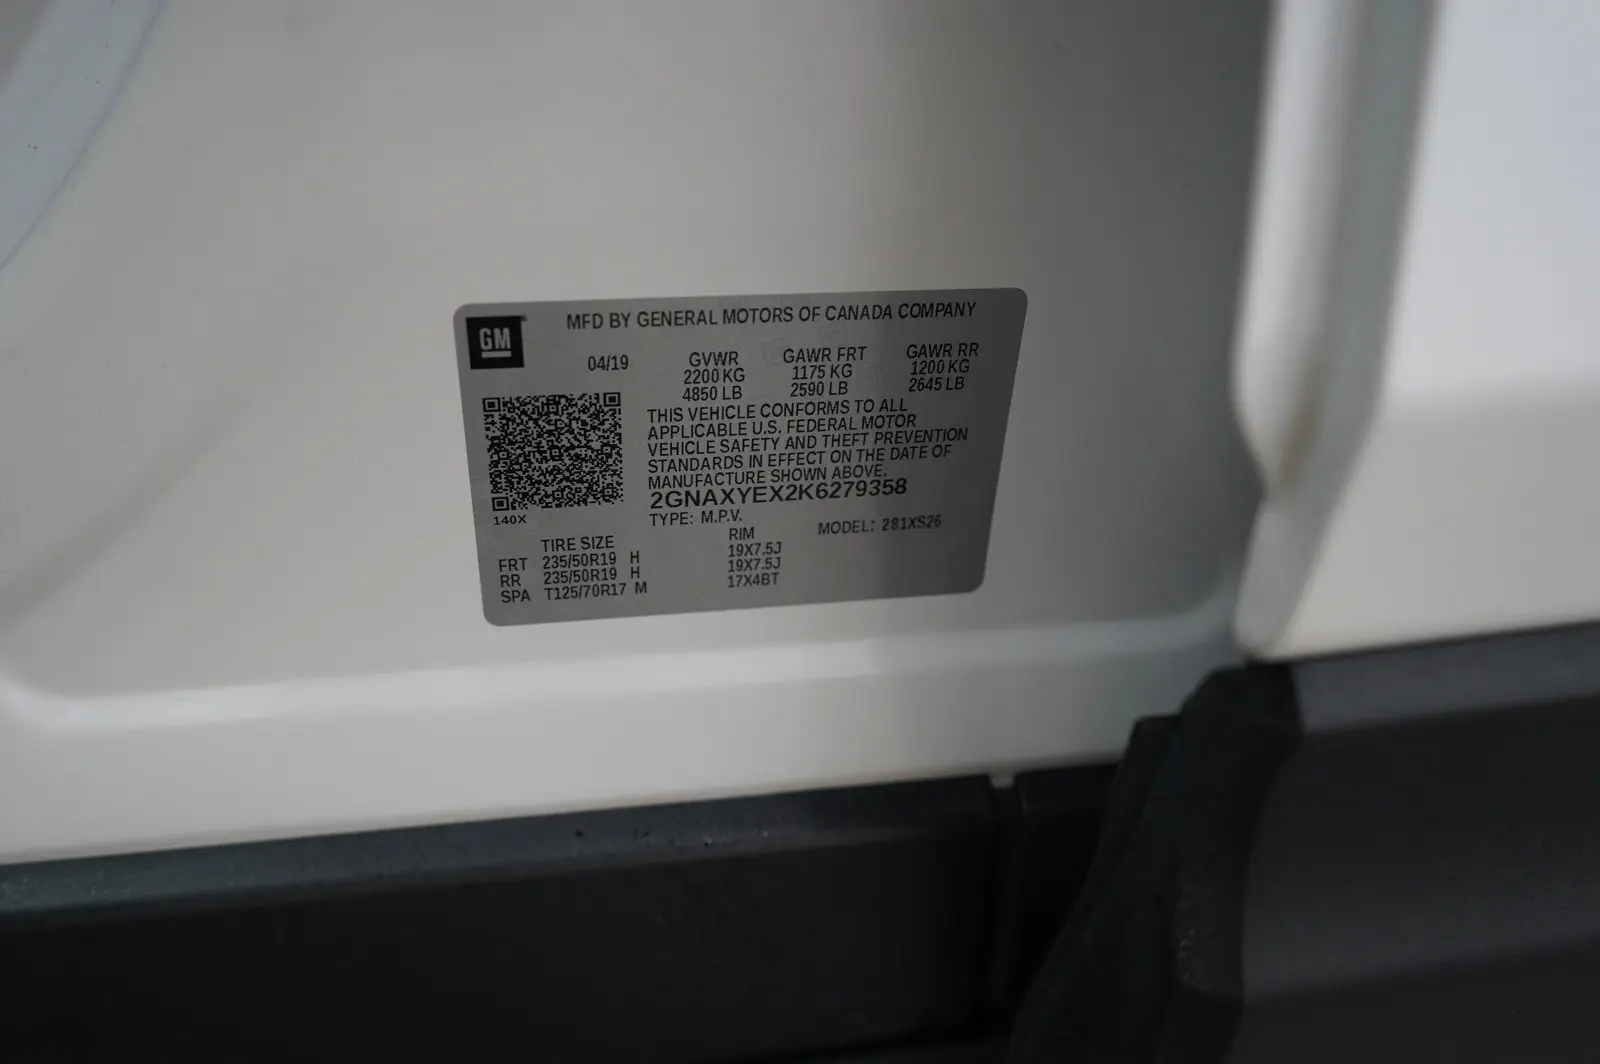 GM
MFD BY GENERAL MOTORS OF CANADA COMPANY
04/19
GVWR GAWR FRT GAWR RR
2200 KG 1175 KG 1200 KG
4850 LB 2590 LB 2645 LB
THIS VEHICLE CONFORMS TO ALL
APPLICABLE U.S. FEDERAL MOTOR
VEHICLE SAFETY AND THEFT PREVENTION
STANDARDS IN EFFECT ON THE DATE OF
MANUFACTURE SHOWN ABOVE.
2GNAXYEX2K6279358
140X
TYPE: M.P.V. MODEL: 281XS26
TIRE SIZE RIM
FRT 235/50R19 H 19X7.5J
RR 235/50R19 H 19X7.5J
SPA T125/70R17 M 17X4BT